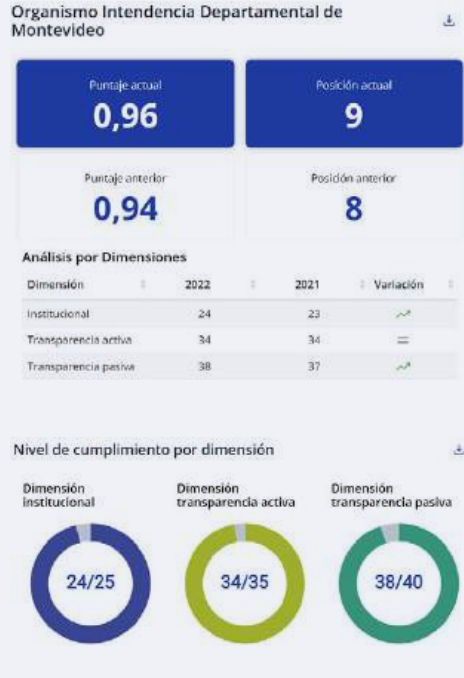 Organismo Intendencia Departamental de
Montevideo
Puntaje actual
0,96
Posición actual
9
Puntaje anterior
0,94
Posición anterior
8
Análisis por Dimensiones
Dimensión 2022 2021 Variación
Institucional 24 23
Transparencia activa 34 34 =
Transparencia pasiva 38 37
Nivel de cumplimiento por dimensión
Dimensión
institucional
24/25
Dimensión
transparencia activa
34/35
Dimensión
transparencia pasiva
38/40